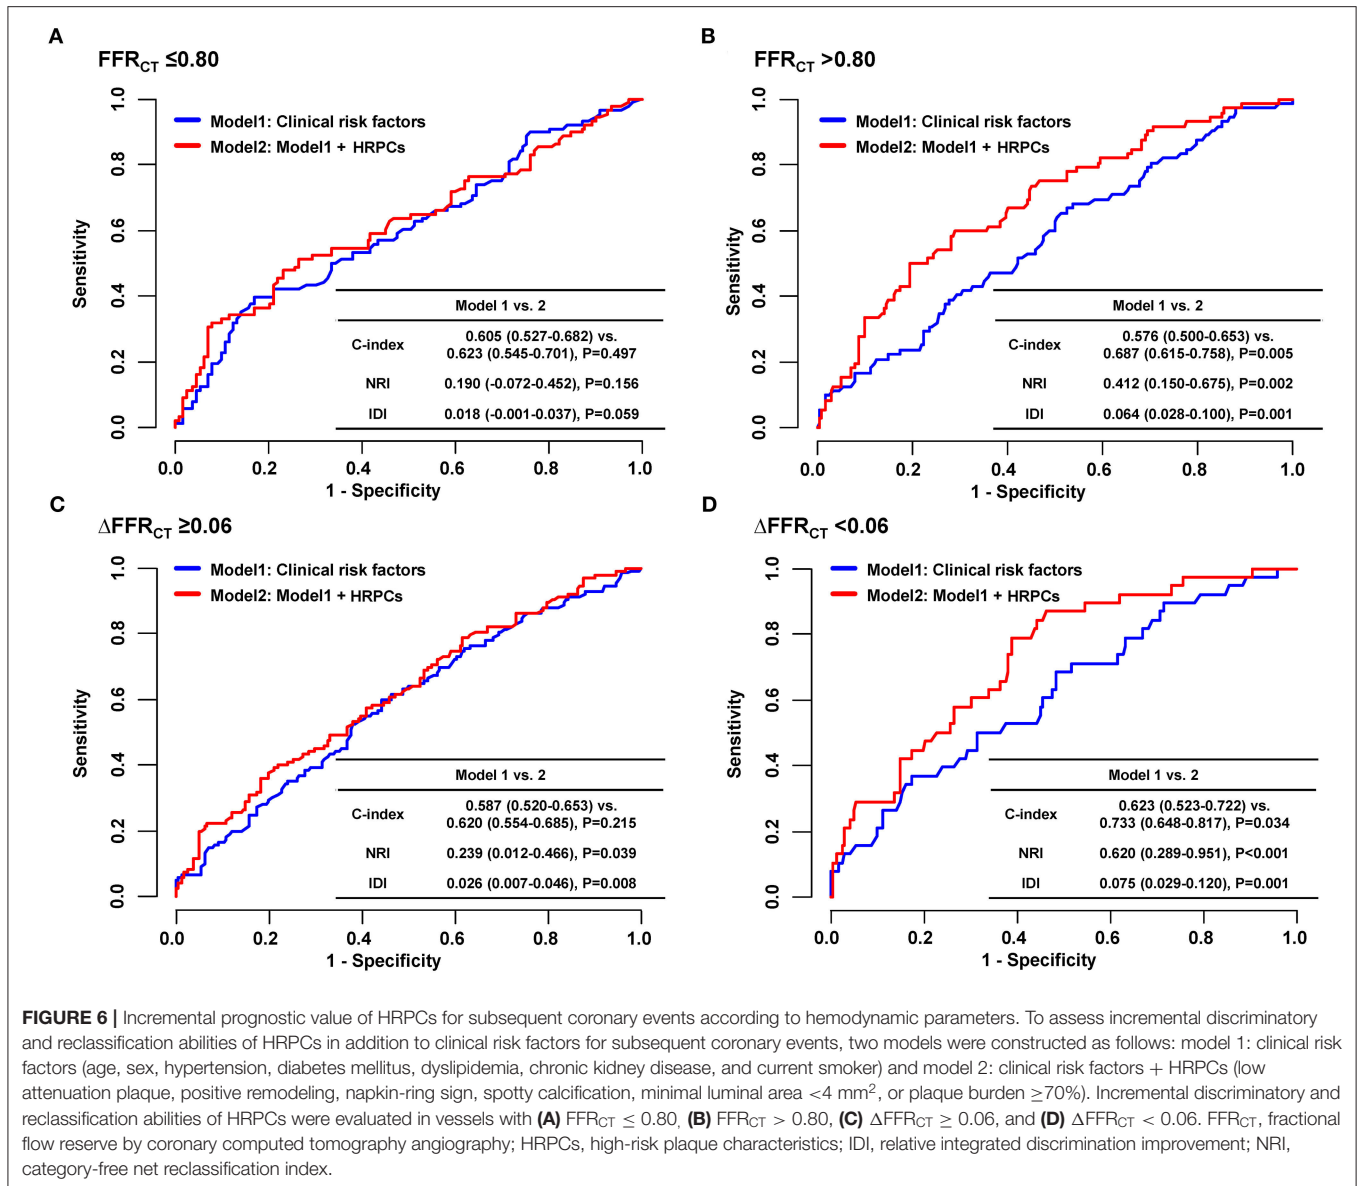 A
FFRCT ≤0.80
Model1: Clinical risk factors
Model2: Model1 + HRPCs
Sensitivity
0.0 0.2 0.4 0.6 0.8 1.0
Model 1 vs. 2
C-index 0.605 (0.527-0.682) vs.
0.623 (0.545-0.701), P=0.497
NRI 0.190 (-0.072-0.452), P=0.156
IDI 0.018 (-0.001-0.037), P=0.059
0.0 0.2 0.4 0.6 0.8 1.0
1 - Specificity
B
FFRCT >0.80
Model1: Clinical risk factors
Model2: Model1 + HRPCs
Sensitivity
0.0 0.2 0.4 0.6 0.8 1.0
Model 1 vs. 2
C-index 0.576 (0.500-0.653) vs.
0.687 (0.615-0.758), P=0.005
NRI 0.412 (0.150-0.675), P=0.002
IDI 0.064 (0.028-0.100), P=0.001
0.0 0.2 0.4 0.6 0.8 1.0
1 - Specificity
C
ΔFFRCT ≥0.06
Model1: Clinical risk factors
Model2: Model1 + HRPCs
Sensitivity
0.0 0.2 0.4 0.6 0.8 1.0
Model 1 vs. 2
C-index 0.587 (0.520-0.653) vs.
0.620 (0.554-0.685), P=0.215
NRI 0.239 (0.012-0.466), P=0.039
IDI 0.026 (0.007-0.046), P=0.008
0.0 0.2 0.4 0.6 0.8 1.0
1 - Specificity
D
ΔFFRCT <0.06
Model1: Clinical risk factors
Model2: Model1 + HRPCs
Sensitivity
0.0 0.2 0.4 0.6 0.8 1.0
Model 1 vs. 2
C-index 0.623 (0.523-0.722) vs.
0.733 (0.648-0.817), P=0.034
NRI 0.620 (0.289-0.951), P<0.001
IDI 0.075 (0.029-0.120), P=0.001
0.0 0.2 0.4 0.6 0.8 1.0
1 - Specificity
FIGURE 6 | Incremental prognostic value of HRPCs for subsequent coronary events according to hemodynamic parameters. To assess incremental discriminatory
and reclassification abilities of HRPCs in addition to clinical risk factors for subsequent coronary events, two models were constructed as follows: model 1: clinical risk
factors (age, sex, hypertension, diabetes mellitus, dyslipidemia, chronic kidney disease, and current smoker) and model 2: clinical risk factors + HRPCs (low
attenuation plaque, positive remodeling, napkin-ring sign, spotty calcification, minimal luminal area <4 mm², or plaque burden ≥70%). Incremental discriminatory and
reclassification abilities of HRPCs were evaluated in vessels with (A) FFRCT ≤ 0.80, (B) FFRCT > 0.80, (C) ΔFFRCT ≥ 0.06, and (D) ΔFFRCT < 0.06. FFRCT, fractional
flow reserve by coronary computed tomography angiography; HRPCs, high-risk plaque characteristics; IDI, relative integrated discrimination improvement; NRI,
category-free net reclassification index.